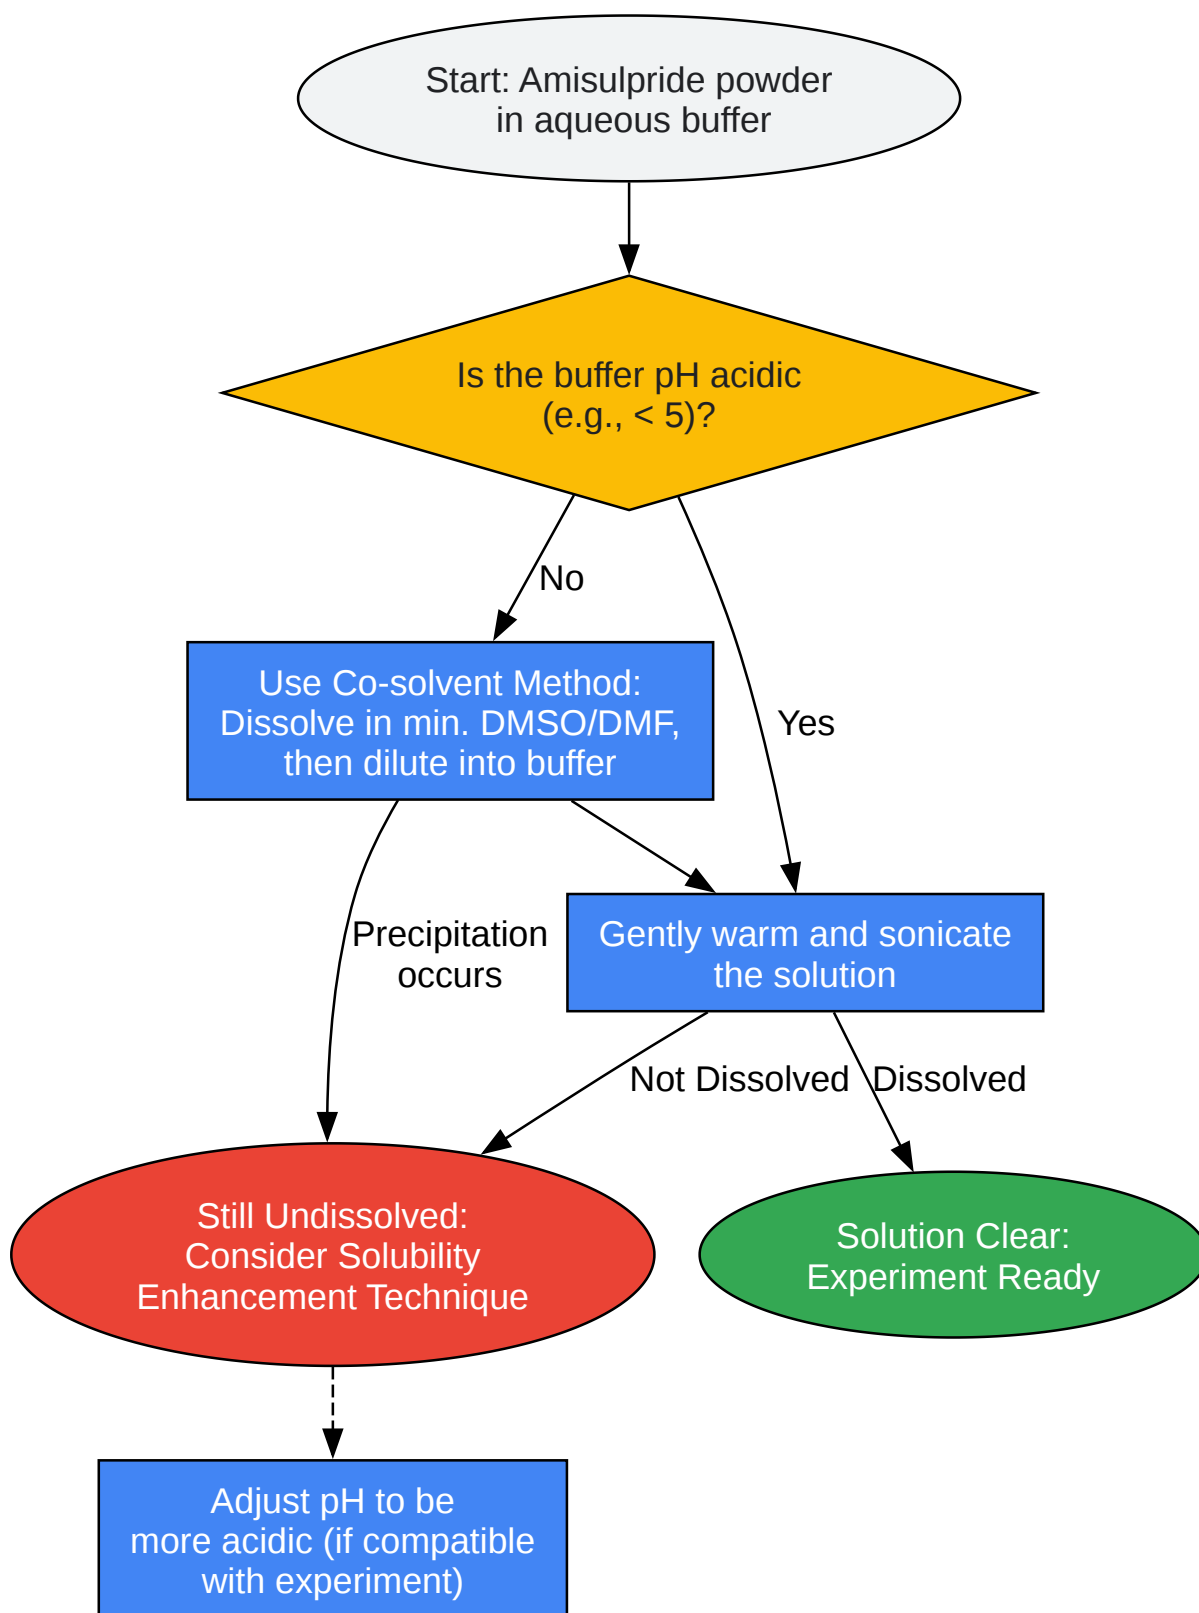 Start: Amisulpride powder
in aqueous buffer
Is the buffer pH acidic
(e.g., < 5)?
No
Use Co-solvent Method:
Dissolve in min. DMSO/DMF,
then dilute into buffer
Yes
Precipitation
occurs
Gently warm and sonicate
the solution
Not Dissolved
Dissolved
Still Undissolved:
Consider Solubility
Enhancement Technique
Solution Clear:
Experiment Ready
Adjust pH to be
more acidic (if compatible
with experiment)